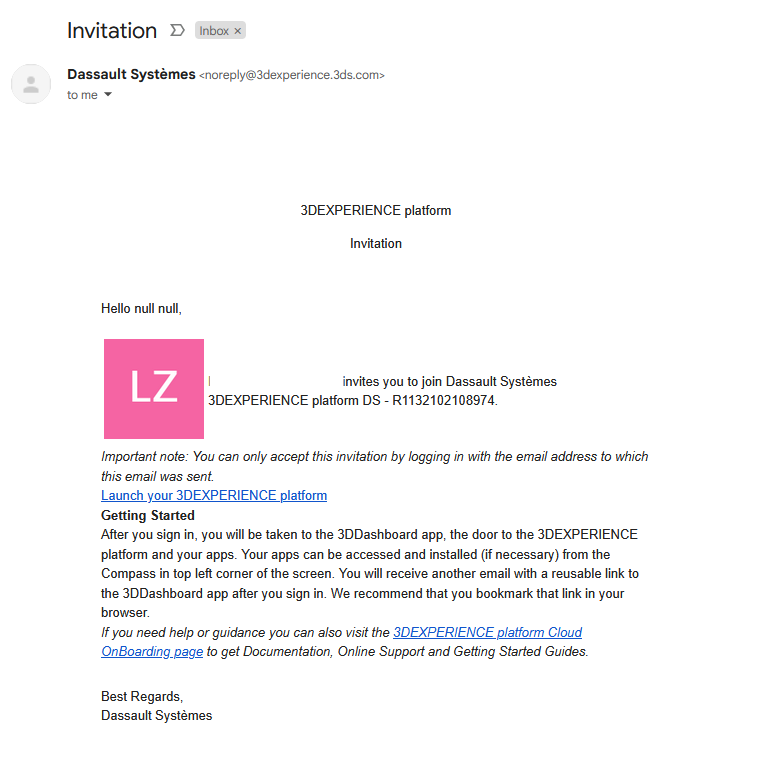 Invitation Inbox ×
Dassault Systèmes <noreply@3dexperience.3ds.com>
to me
3DEXPERIENCE platform
Invitation
Hello null null,
LZ
invites you to join Dassault Systèmes
3DEXPERIENCE platform DS - R1132102108974.
Important note: You can only accept this invitation by logging in with the email address to which
this email was sent.
Launch your 3DEXPERIENCE platform
Getting Started
After you sign in, you will be taken to the 3DDashboard app, the door to the 3DEXPERIENCE
platform and your apps. Your apps can be accessed and installed (if necessary) from the
Compass in top left corner of the screen. You will receive another email with a reusable link to
the 3DDashboard app after you sign in. We recommend that you bookmark that link in your
browser.
If you need help or guidance you can also visit the 3DEXPERIENCE platform Cloud
OnBoarding page to get Documentation, Online Support and Getting Started Guides.
Best Regards,
Dassault Systèmes